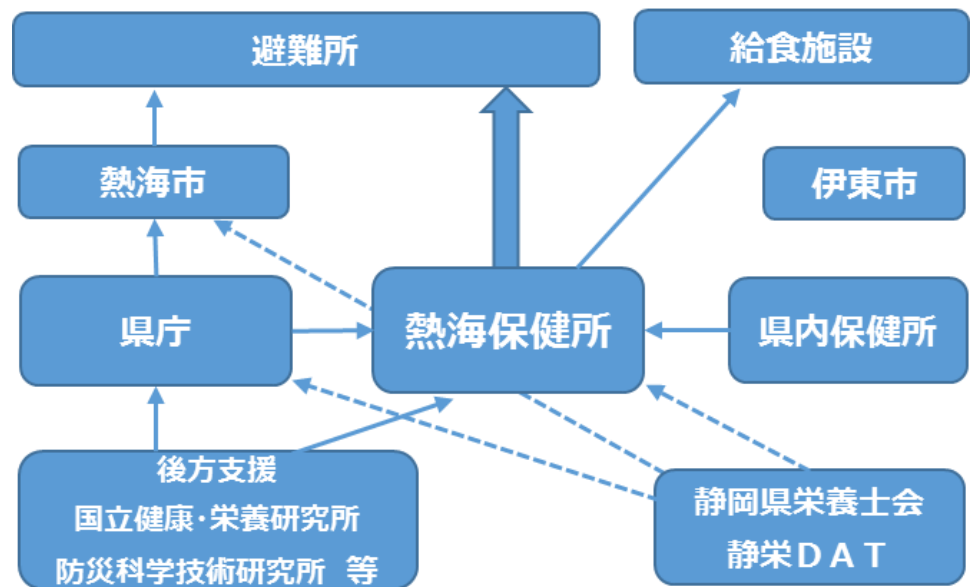 避難所
給食施設
熱海市
伊東市
県庁
熱海保健所
県内保健所
後方支援
国立健康・栄養研究所
防災科学技術研究所 等
静岡県栄養士会
静栄ＤＡＴ